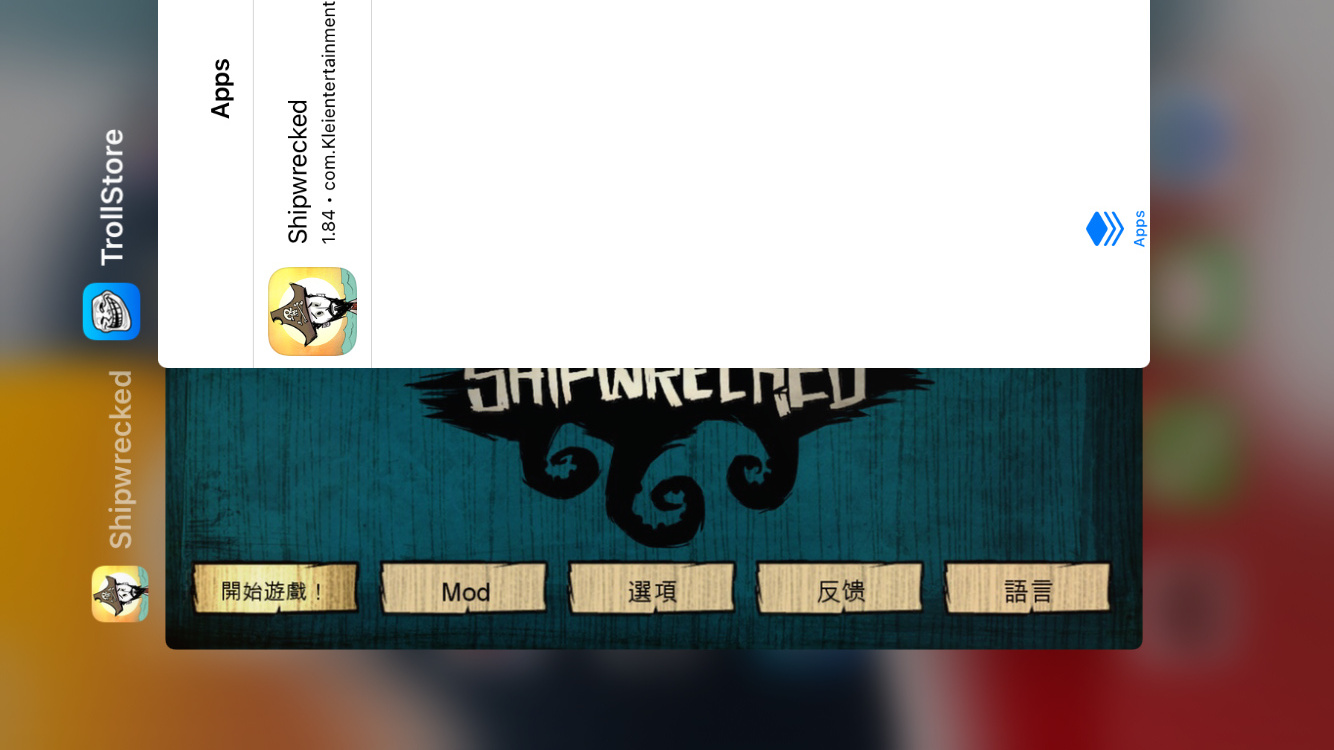 TrollStore
Apps
Shipwrecked
1.84 • com.Kleientertainment
Apps
Shipwrecked
SHIPWRECKED
開始遊戲！
Mod
選項
反馈
語言